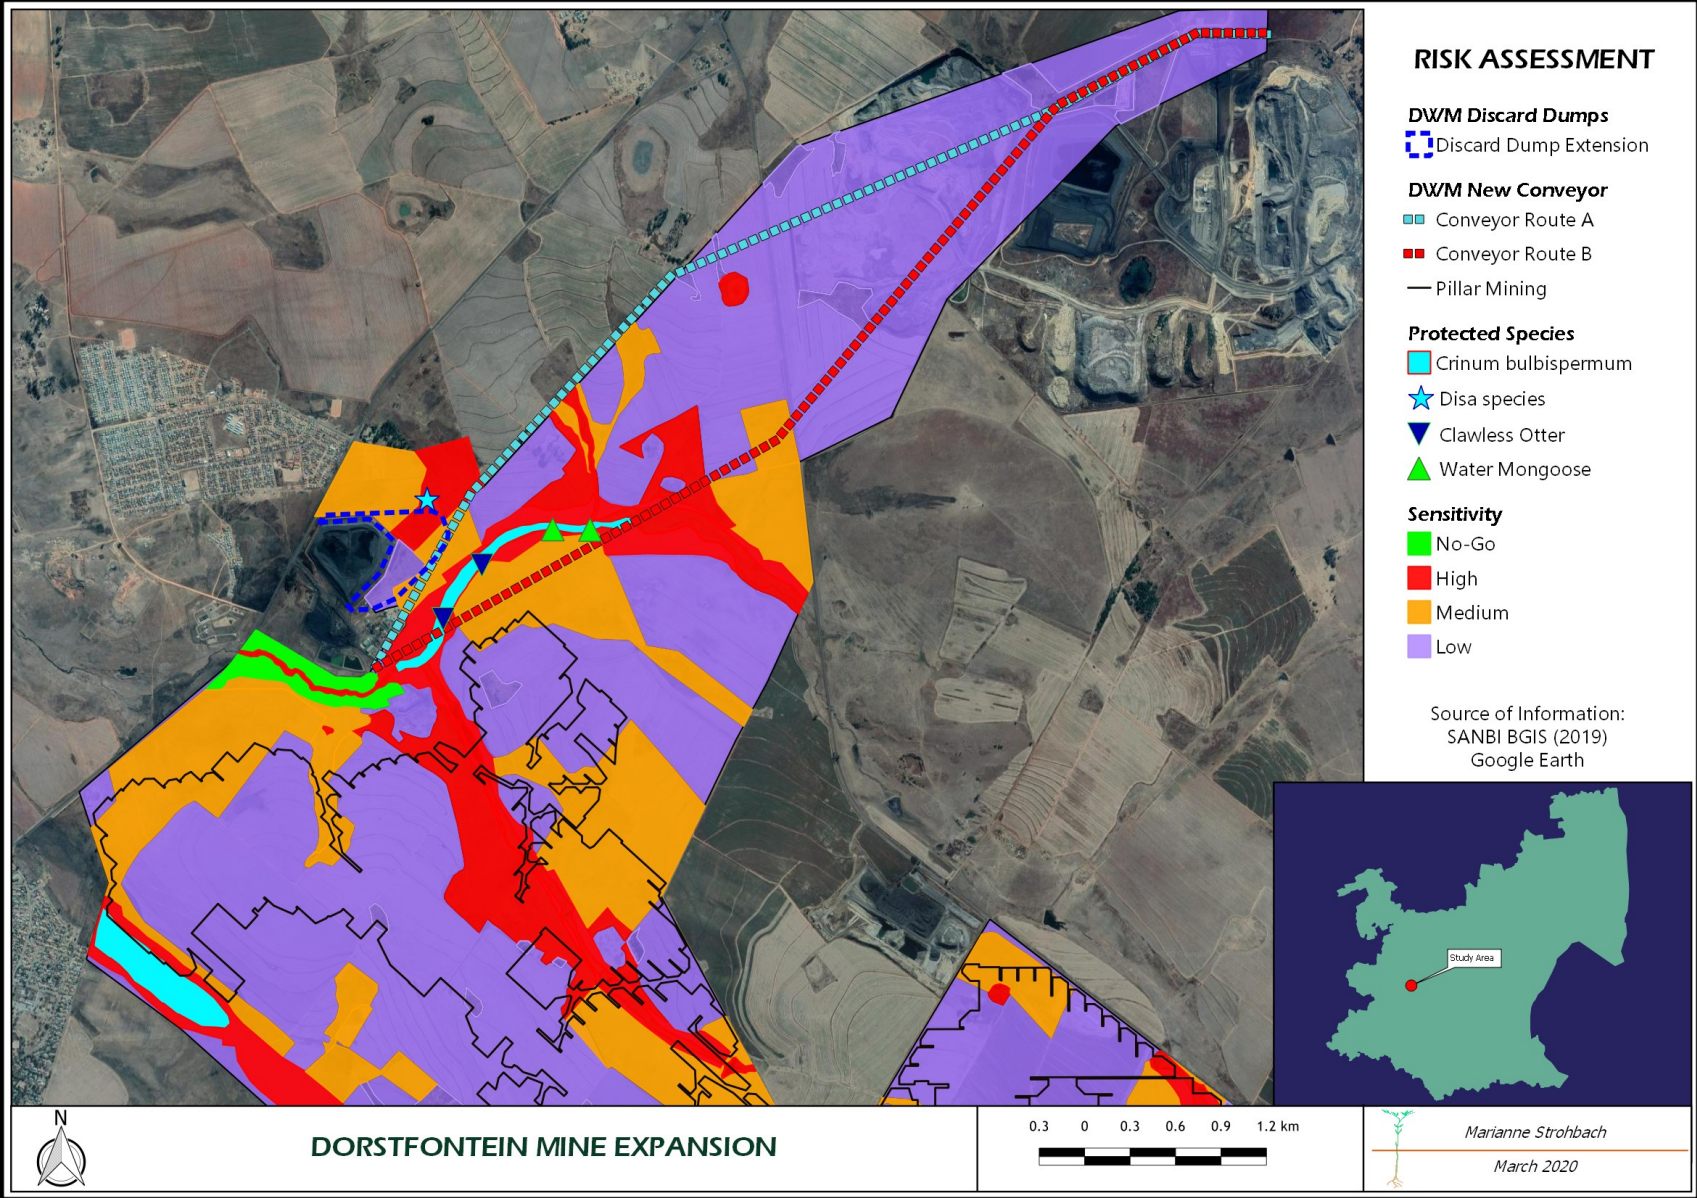 RISK ASSESSMENT
DWM Discard Dumps
Discard Dump Extension
DWM New Conveyor
Conveyor Route A
Conveyor Route B
Pillar Mining
Protected Species
Crinum bulbispermum
Disa species
Clawless Otter
Water Mongoose
Sensitivity
No-Go
High
Medium
Low
Source of Information:
SANBI BGIS (2019)
Google Earth
Study Area
N
DORSTFONTEIN MINE EXPANSION
0.3 0 0.3 0.6 0.9 1.2 km
Marianne Strohbach
March 2020